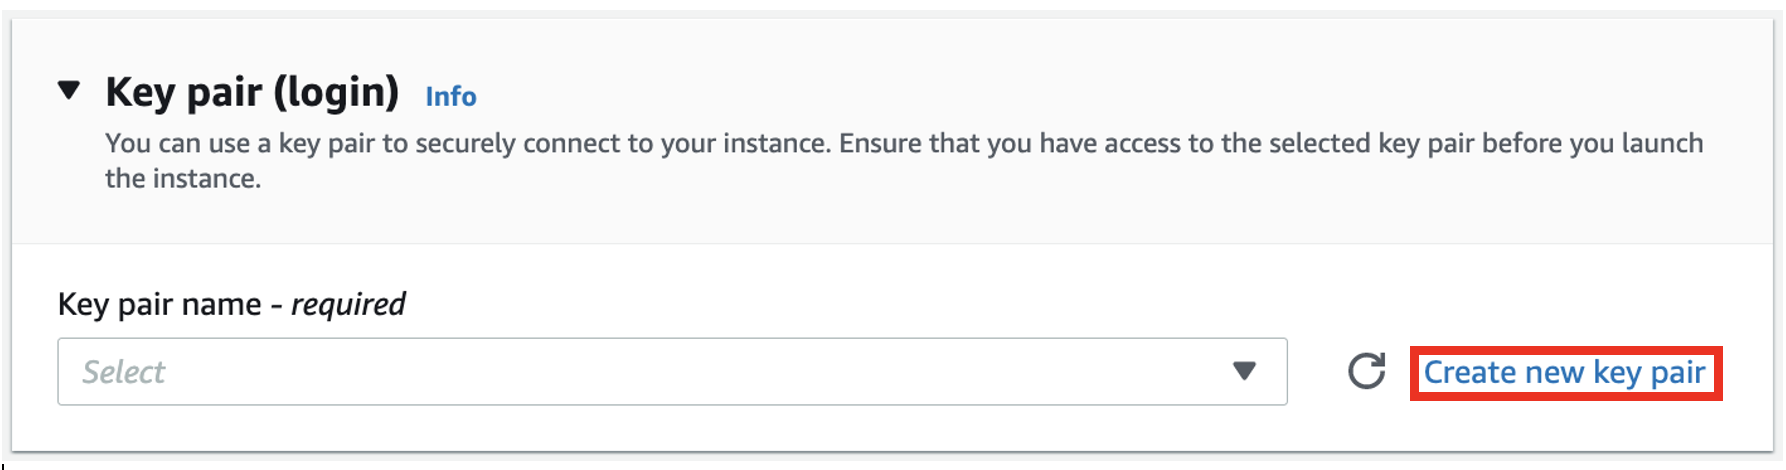 Key pair (login) Info
You can use a key pair to securely connect to your instance. Ensure that you have access to the selected key pair before you launch
the instance.
Key pair name - required
Select
Create new key pair